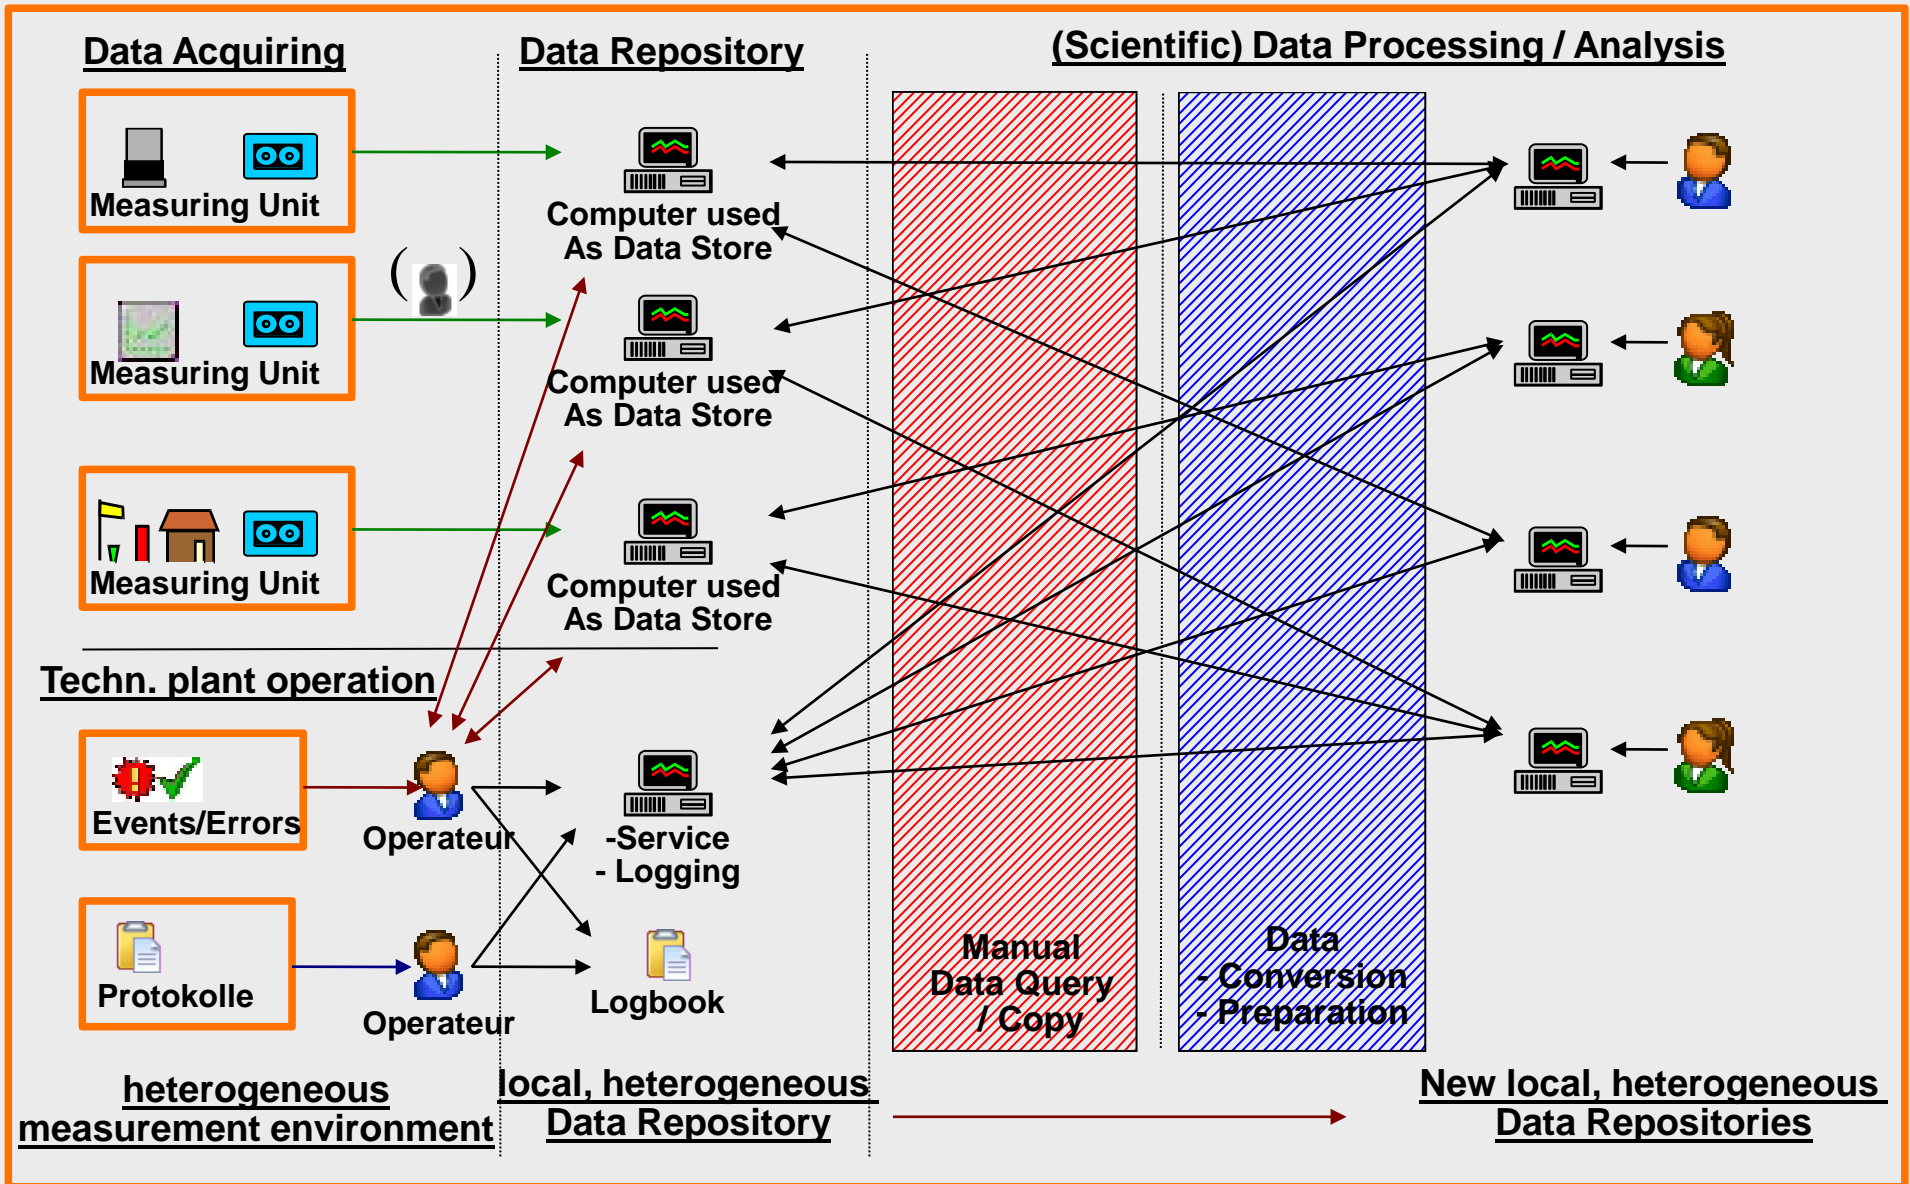 Data Acquiring
Data Repository
(Scientific) Data Processing / Analysis
Measuring Unit
Computer used
As Data Store
( )
Measuring Unit
Computer used
As Data Store
Measuring Unit
Computer used
As Data Store
Techn. plant operation
Events/Errors
Operateur
-Service
- Logging
Protokolle
Operateur
Logbook
Manual
Data Query
/ Copy
Data
- Conversion
- Preparation
heterogeneous
measurement environment
local, heterogeneous
Data Repository
New local, heterogeneous
Data Repositories